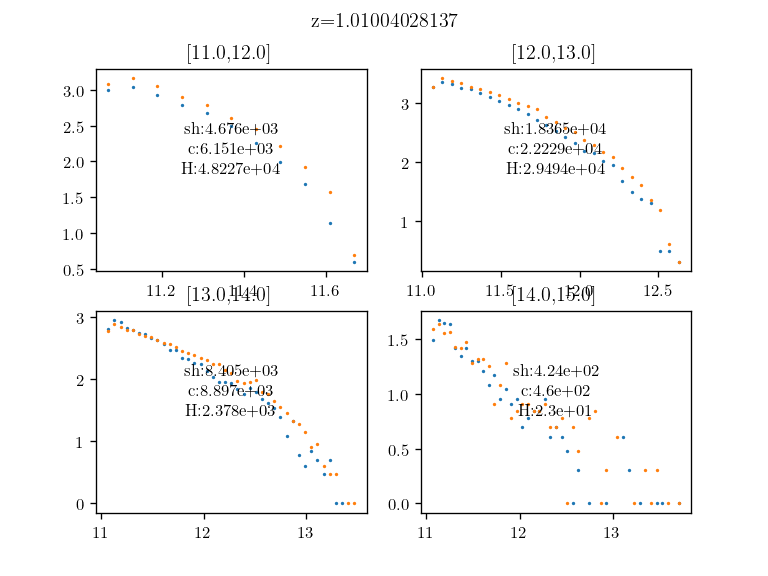 z=1.01004028137
[11.0,12.0]
[12.0,13.0]
3.0
2.5
2.0
1.5
1.0
0.5
sh:4.676e+03
c:6.151e+03
H:4.8227e+04
11.2 11.4 11.6
3
2
1
sh:1.8365e+04
c:2.2229e+04
H:2.9494e+04
11.0 11.5 12.0 12.5
[13.0,14.0]
[14.0,15.0]
3
2
1
0
sh:8.405e+03
c:8.897e+03
H:2.378e+03
11 12 13
1.5
1.0
0.5
0.0
sh:4.24e+02
c:4.6e+02
H:2.3e+01
11 12 13